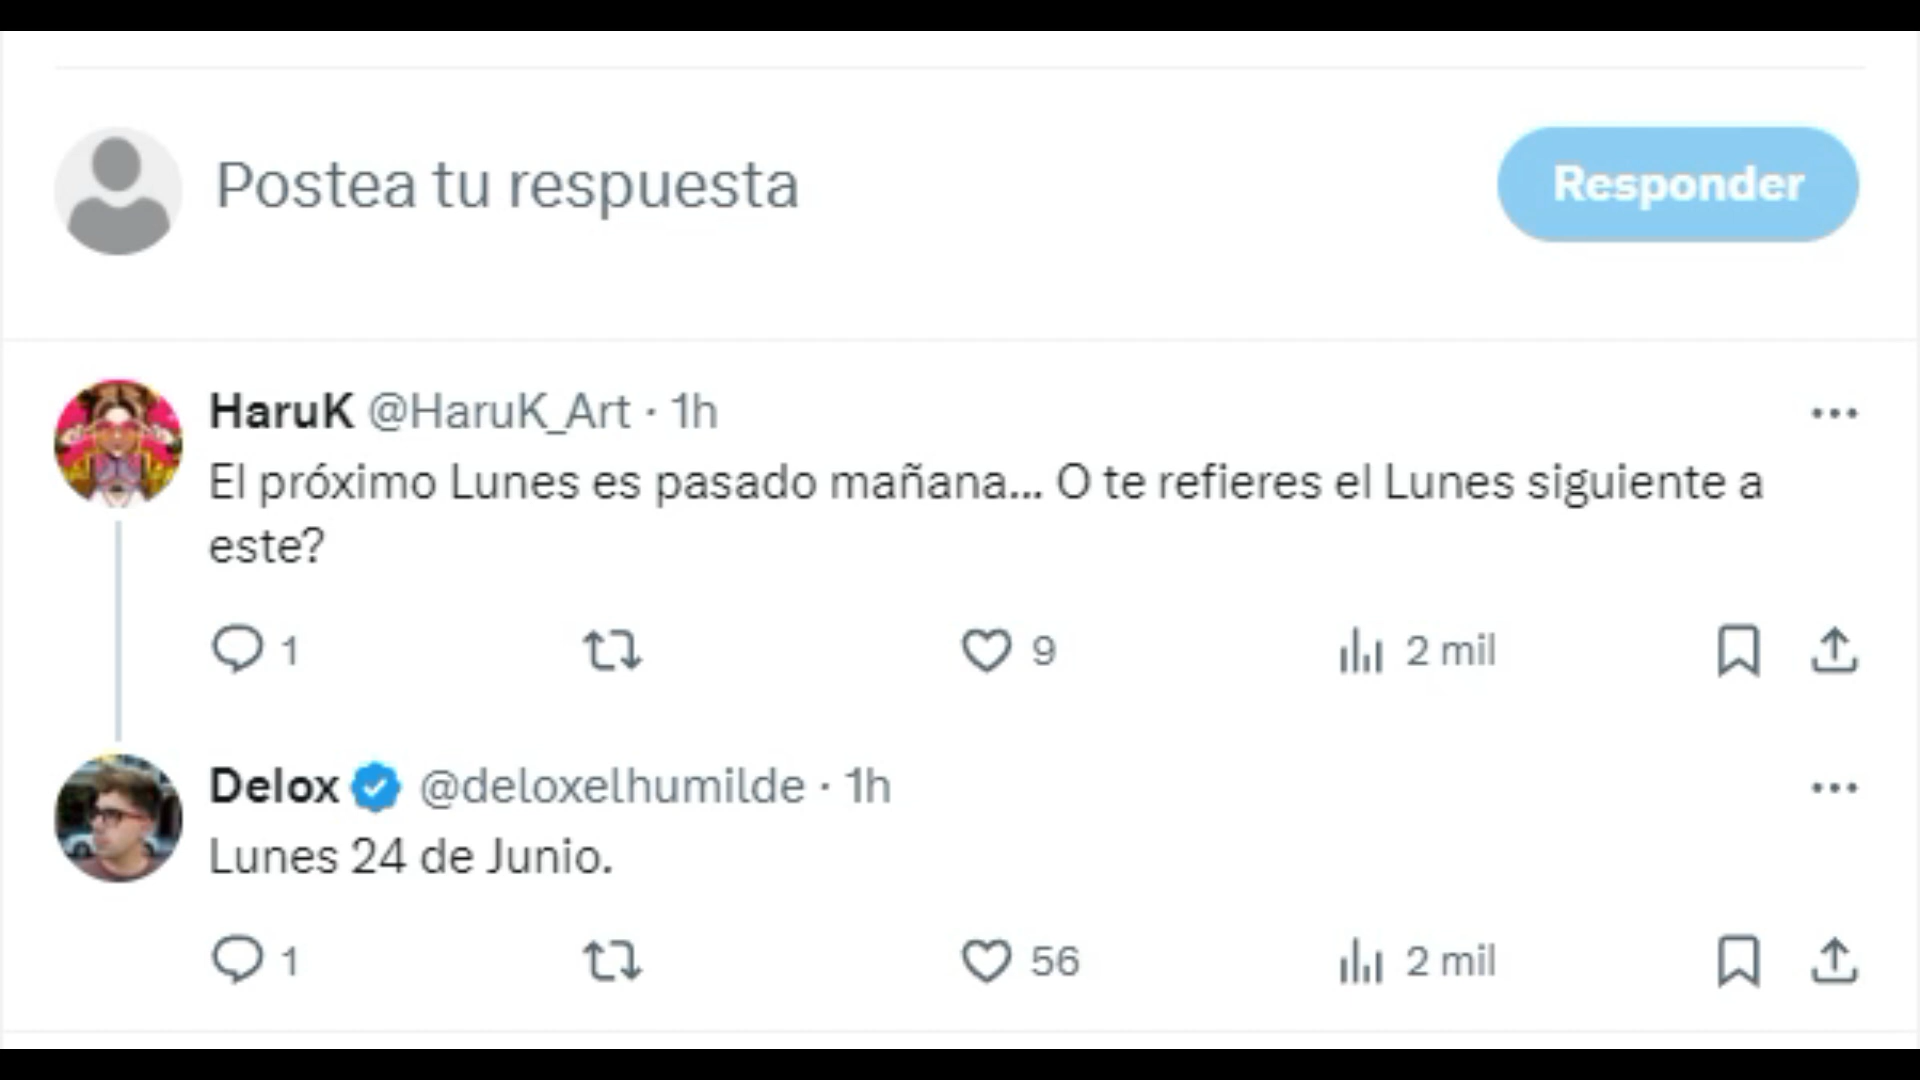 Postea tu respuesta
Responder
HaruK @HaruK_Art · 1h
El próximo Lunes es pasado mañana... O te refieres el Lunes siguiente a
este?
1 9 2 mil
Delox @deloxelhumilde · 1h
Lunes 24 de Junio.
1 56 2 mil